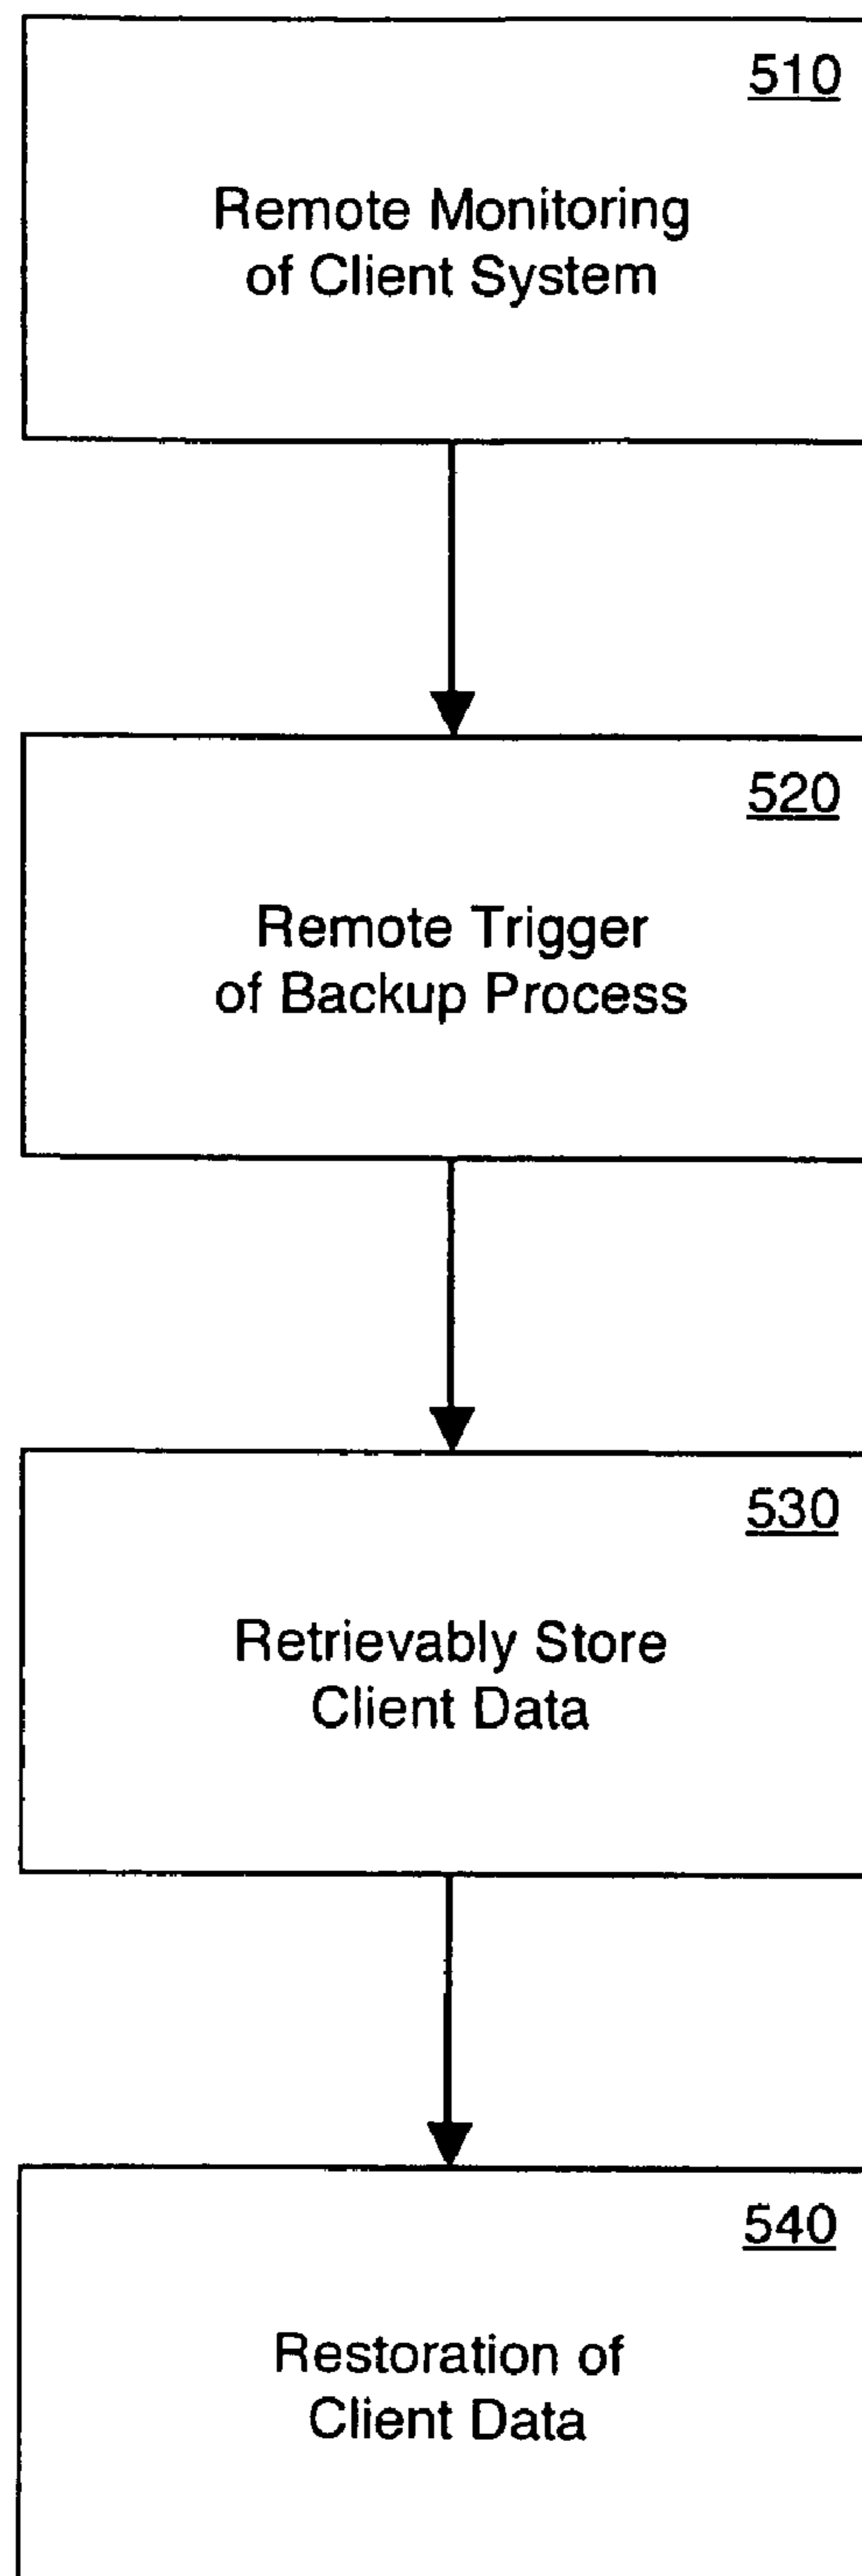 510
Remote Monitoring
of Client System
520
Remote Trigger
of Backup Process
530
Retrievably Store
Client Data
540
Restoration of
Client Data